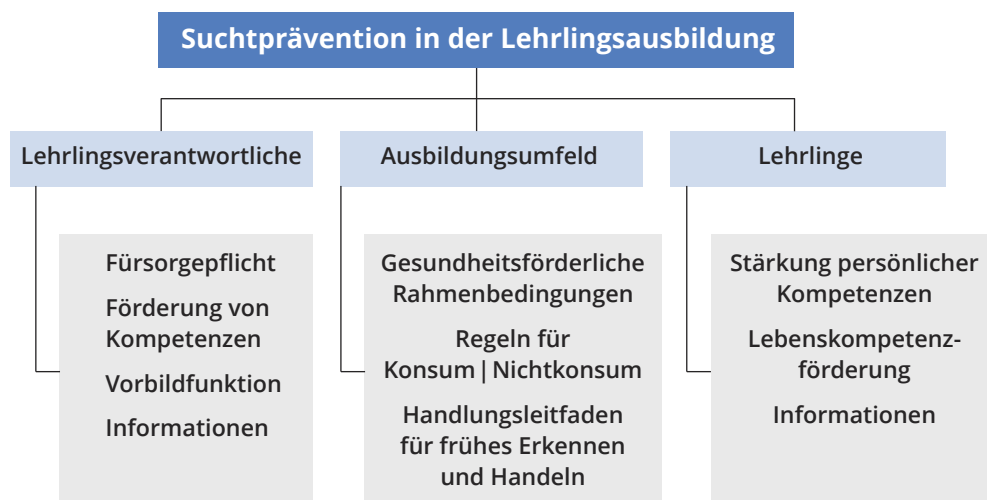 Suchtprävention in der Lehrlingsausbildung
Lehrlingsverantwortliche
Fürsorgepflicht
Förderung von
Kompetenzen
Vorbildfunktion
Informationen
Ausbildungsumfeld
Gesundheitsförderliche
Rahmenbedingungen
Regeln für
Konsum | Nichtkonsum
Handlungsleitfaden
für frühes Erkennen
und Handeln
Lehrlinge
Stärkung persönlicher
Kompetenzen
Lebenskompetenz-
förderung
Informationen